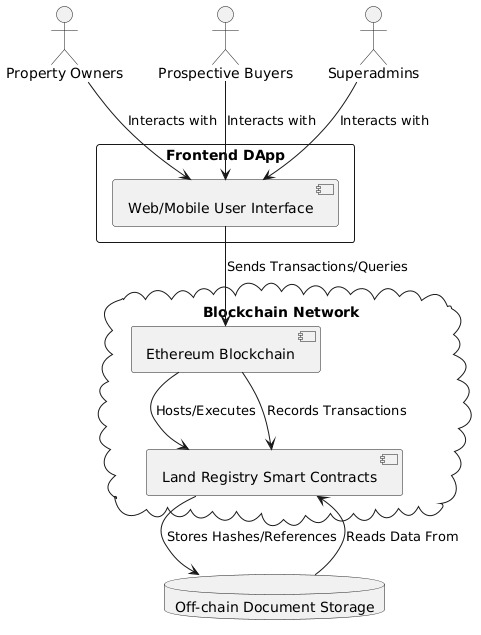 Property Owners
Prospective Buyers
Superadmins
Interacts with
Interacts with
Interacts with
Frontend DApp
Web/Mobile User Interface
Sends Transactions/Queries
Blockchain Network
Ethereum Blockchain
Hosts/Executes
Records Transactions
Land Registry Smart Contracts
Stores Hashes/References
Reads Data From
Off-chain Document Storage